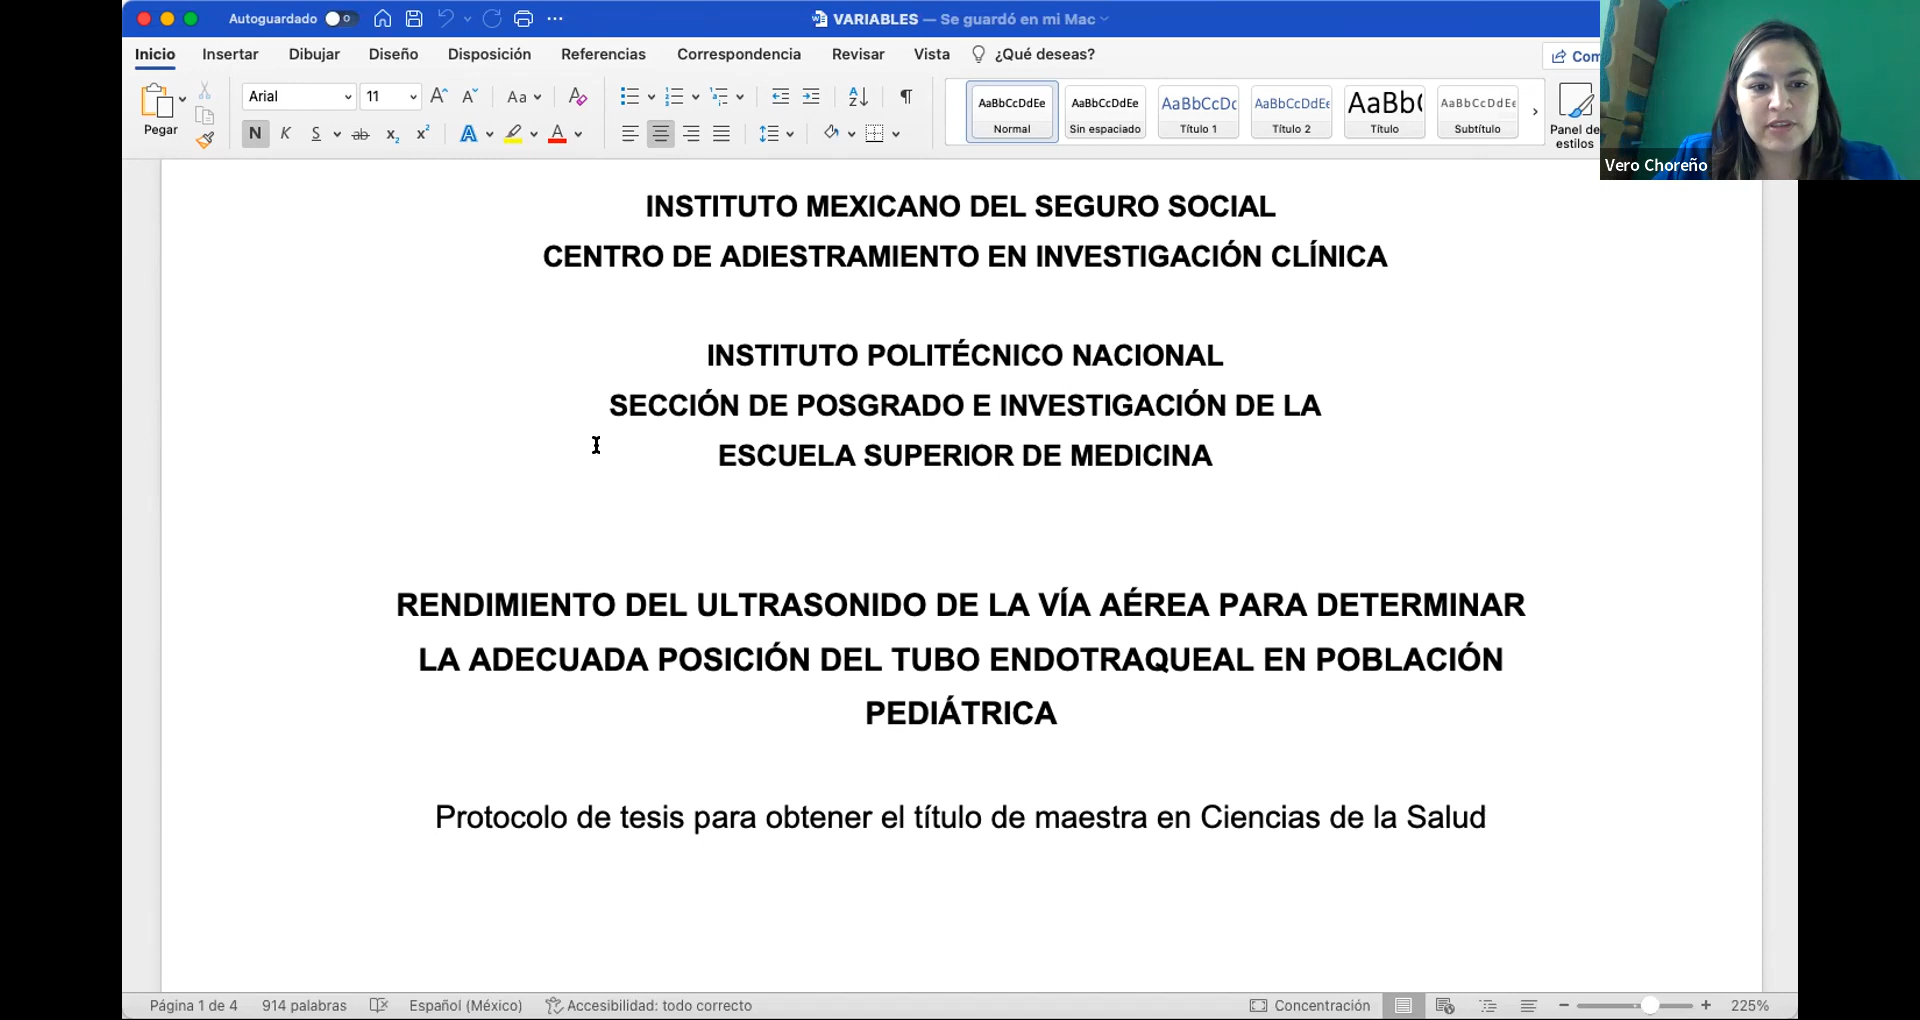 Autoguardado
VARIABLES — Se guardó en mi Mac
Inicio Insertar Dibujar Diseño Disposición Referencias Correspondencia Revisar Vista ¿Qué deseas?
Com
Pegar
Arial 11
Aa
N K S ab x₂ x² A A
AaBbCcDdEe AaBbCcDdEe AaBbCcDc AaBbCcDdEe AaBb( AaBbCcDdEe
Normal Sin espaciado Título 1 Título 2 Título Subtítulo
Panel de
estilos
Vero Choreño
INSTITUTO MEXICANO DEL SEGURO SOCIAL
CENTRO DE ADIESTRAMIENTO EN INVESTIGACIÓN CLÍNICA
INSTITUTO POLITÉCNICO NACIONAL
SECCIÓN DE POSGRADO E INVESTIGACIÓN DE LA
ESCUELA SUPERIOR DE MEDICINA
RENDIMIENTO DEL ULTRASONIDO DE LA VÍA AÉREA PARA DETERMINAR
LA ADECUADA POSICIÓN DEL TUBO ENDOTRAQUEAL EN POBLACIÓN
PEDIÁTRICA
Protocolo de tesis para obtener el título de maestra en Ciencias de la Salud
Página 1 de 4 914 palabras Español (México) Accesibilidad: todo correcto Concentración 225%